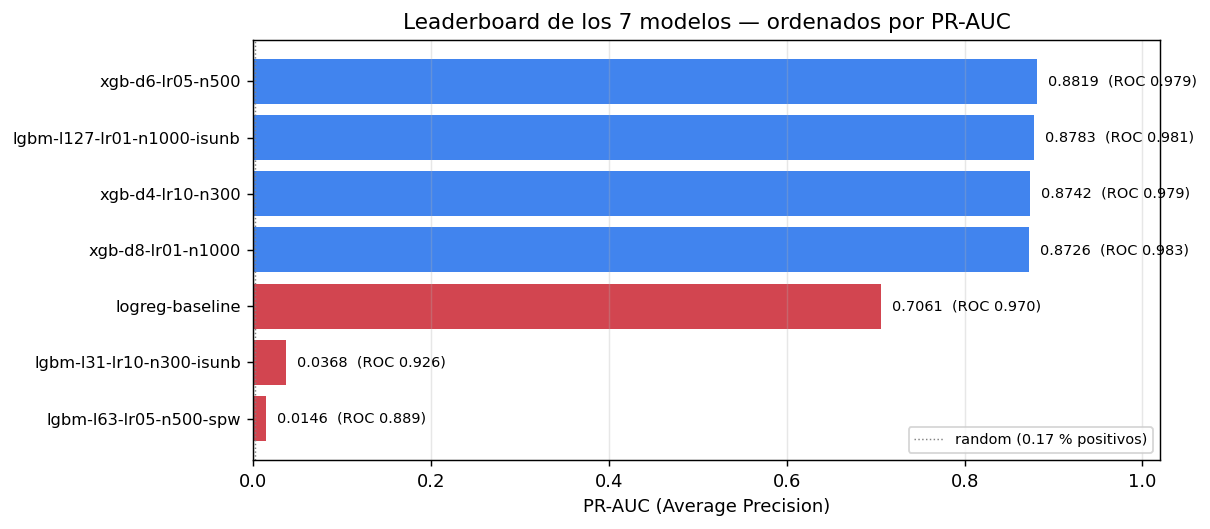 Leaderboard de los 7 modelos — ordenados por PR-AUC
xgb-d6-lr05-n500
0.8819 (ROC 0.979)
lgbm-l127-lr01-n1000-isunb
0.8783 (ROC 0.981)
xgb-d4-lr10-n300
0.8742 (ROC 0.979)
xgb-d8-lr01-n1000
0.8726 (ROC 0.983)
logreg-baseline
0.7061 (ROC 0.970)
lgbm-l31-lr10-n300-isunb
0.0368 (ROC 0.926)
lgbm-l63-lr05-n500-spw
0.0146 (ROC 0.889)
random (0.17 % positivos)
0.0 0.2 0.4 0.6 0.8 1.0
PR-AUC (Average Precision)